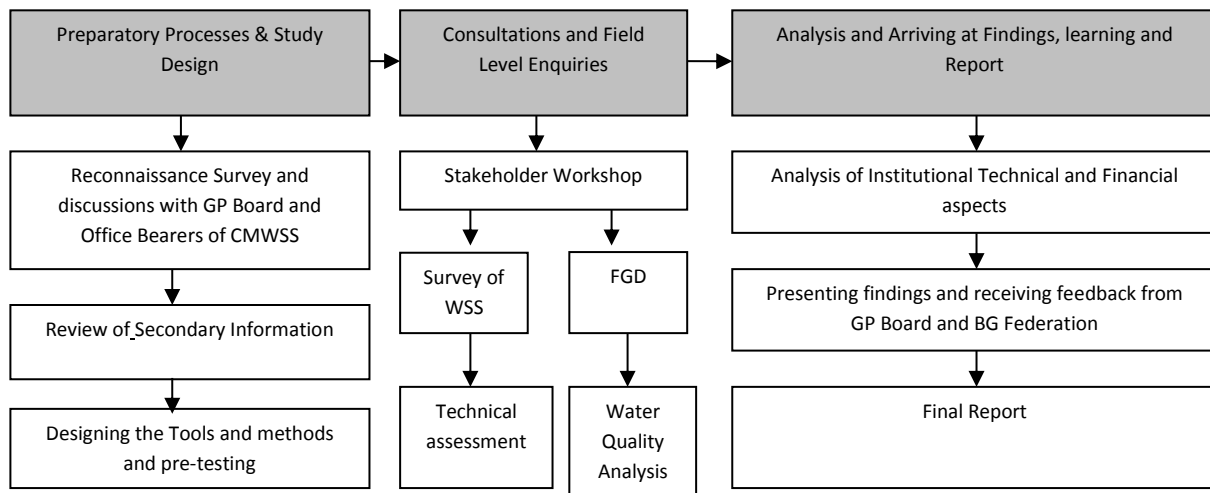 Preparatory Processes & Study
Design
Consultations and Field
Level Enquiries
Analysis and Arriving at Findings, learning and
Report
Reconnaissance Survey and
discussions with GP Board and
Office Bearers of CMWSS
Review of Secondary Information
Designing the Tools and methods
and pre-testing
Stakeholder Workshop
Survey of
WSS
FGD
Technical
assessment
Water
Quality
Analysis
Analysis of Institutional Technical and Financial
aspects
Presenting findings and receiving feedback from
GP Board and BG Federation
Final Report